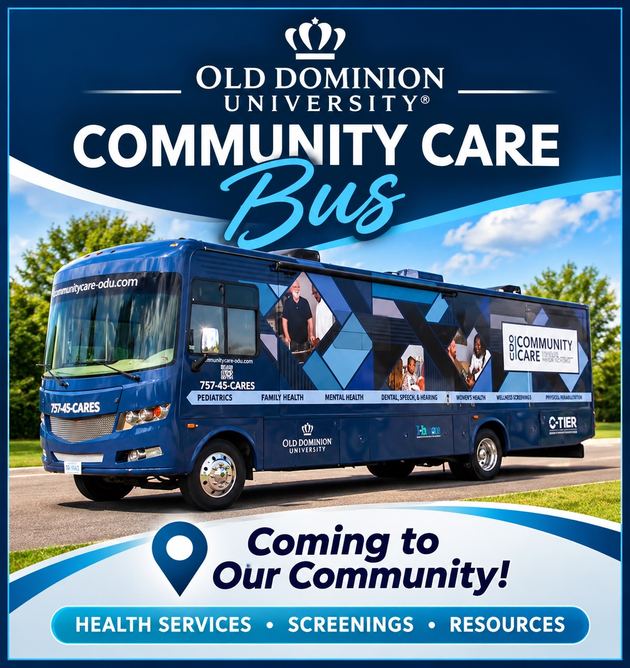 OLD DOMINION
UNIVERSITY®
COMMUNITY CARE
Bus
communitycare-odu.com
757-45-CARES
757-45-CARES
PEDIATRICS FAMILY HEALTH MENTAL HEALTH DENTAL, SPEECH, & HEARING WOMEN'S HEALTH WELLNESS SCREENINGS PHYSICAL REHABILITATION
ODU COMMUNITY
CARE
OLD DOMINION
UNIVERSITY
C-TIER
Coming to
Our Community!
HEALTH SERVICES • SCREENINGS • RESOURCES